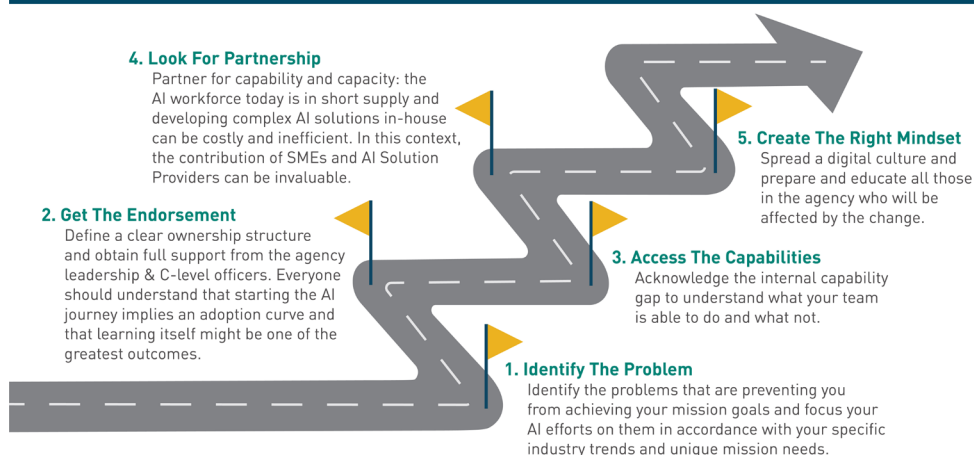 4. Look For Partnership
Partner for capability and capacity: the
AI workforce today is in short supply and
developing complex AI solutions in-house
can be costly and inefficient. In this context,
the contribution of SMEs and AI Solution
Providers can be invaluable.
5. Create The Right Mindset
Spread a digital culture and
prepare and educate all those
in the agency who will be
affected by the change.
2. Get The Endorsement
Define a clear ownership structure
and obtain full support from the agency
leadership & C-level officers. Everyone
should understand that starting the AI
journey implies an adoption curve and
that learning itself might be one of the
greatest outcomes.
3. Access The Capabilities
Acknowledge the internal capability
gap to understand what your team
is able to do and what not.
1. Identify The Problem
Identify the problems that are preventing you
from achieving your mission goals and focus your
AI efforts on them in accordance with your specific
industry trends and unique mission needs.